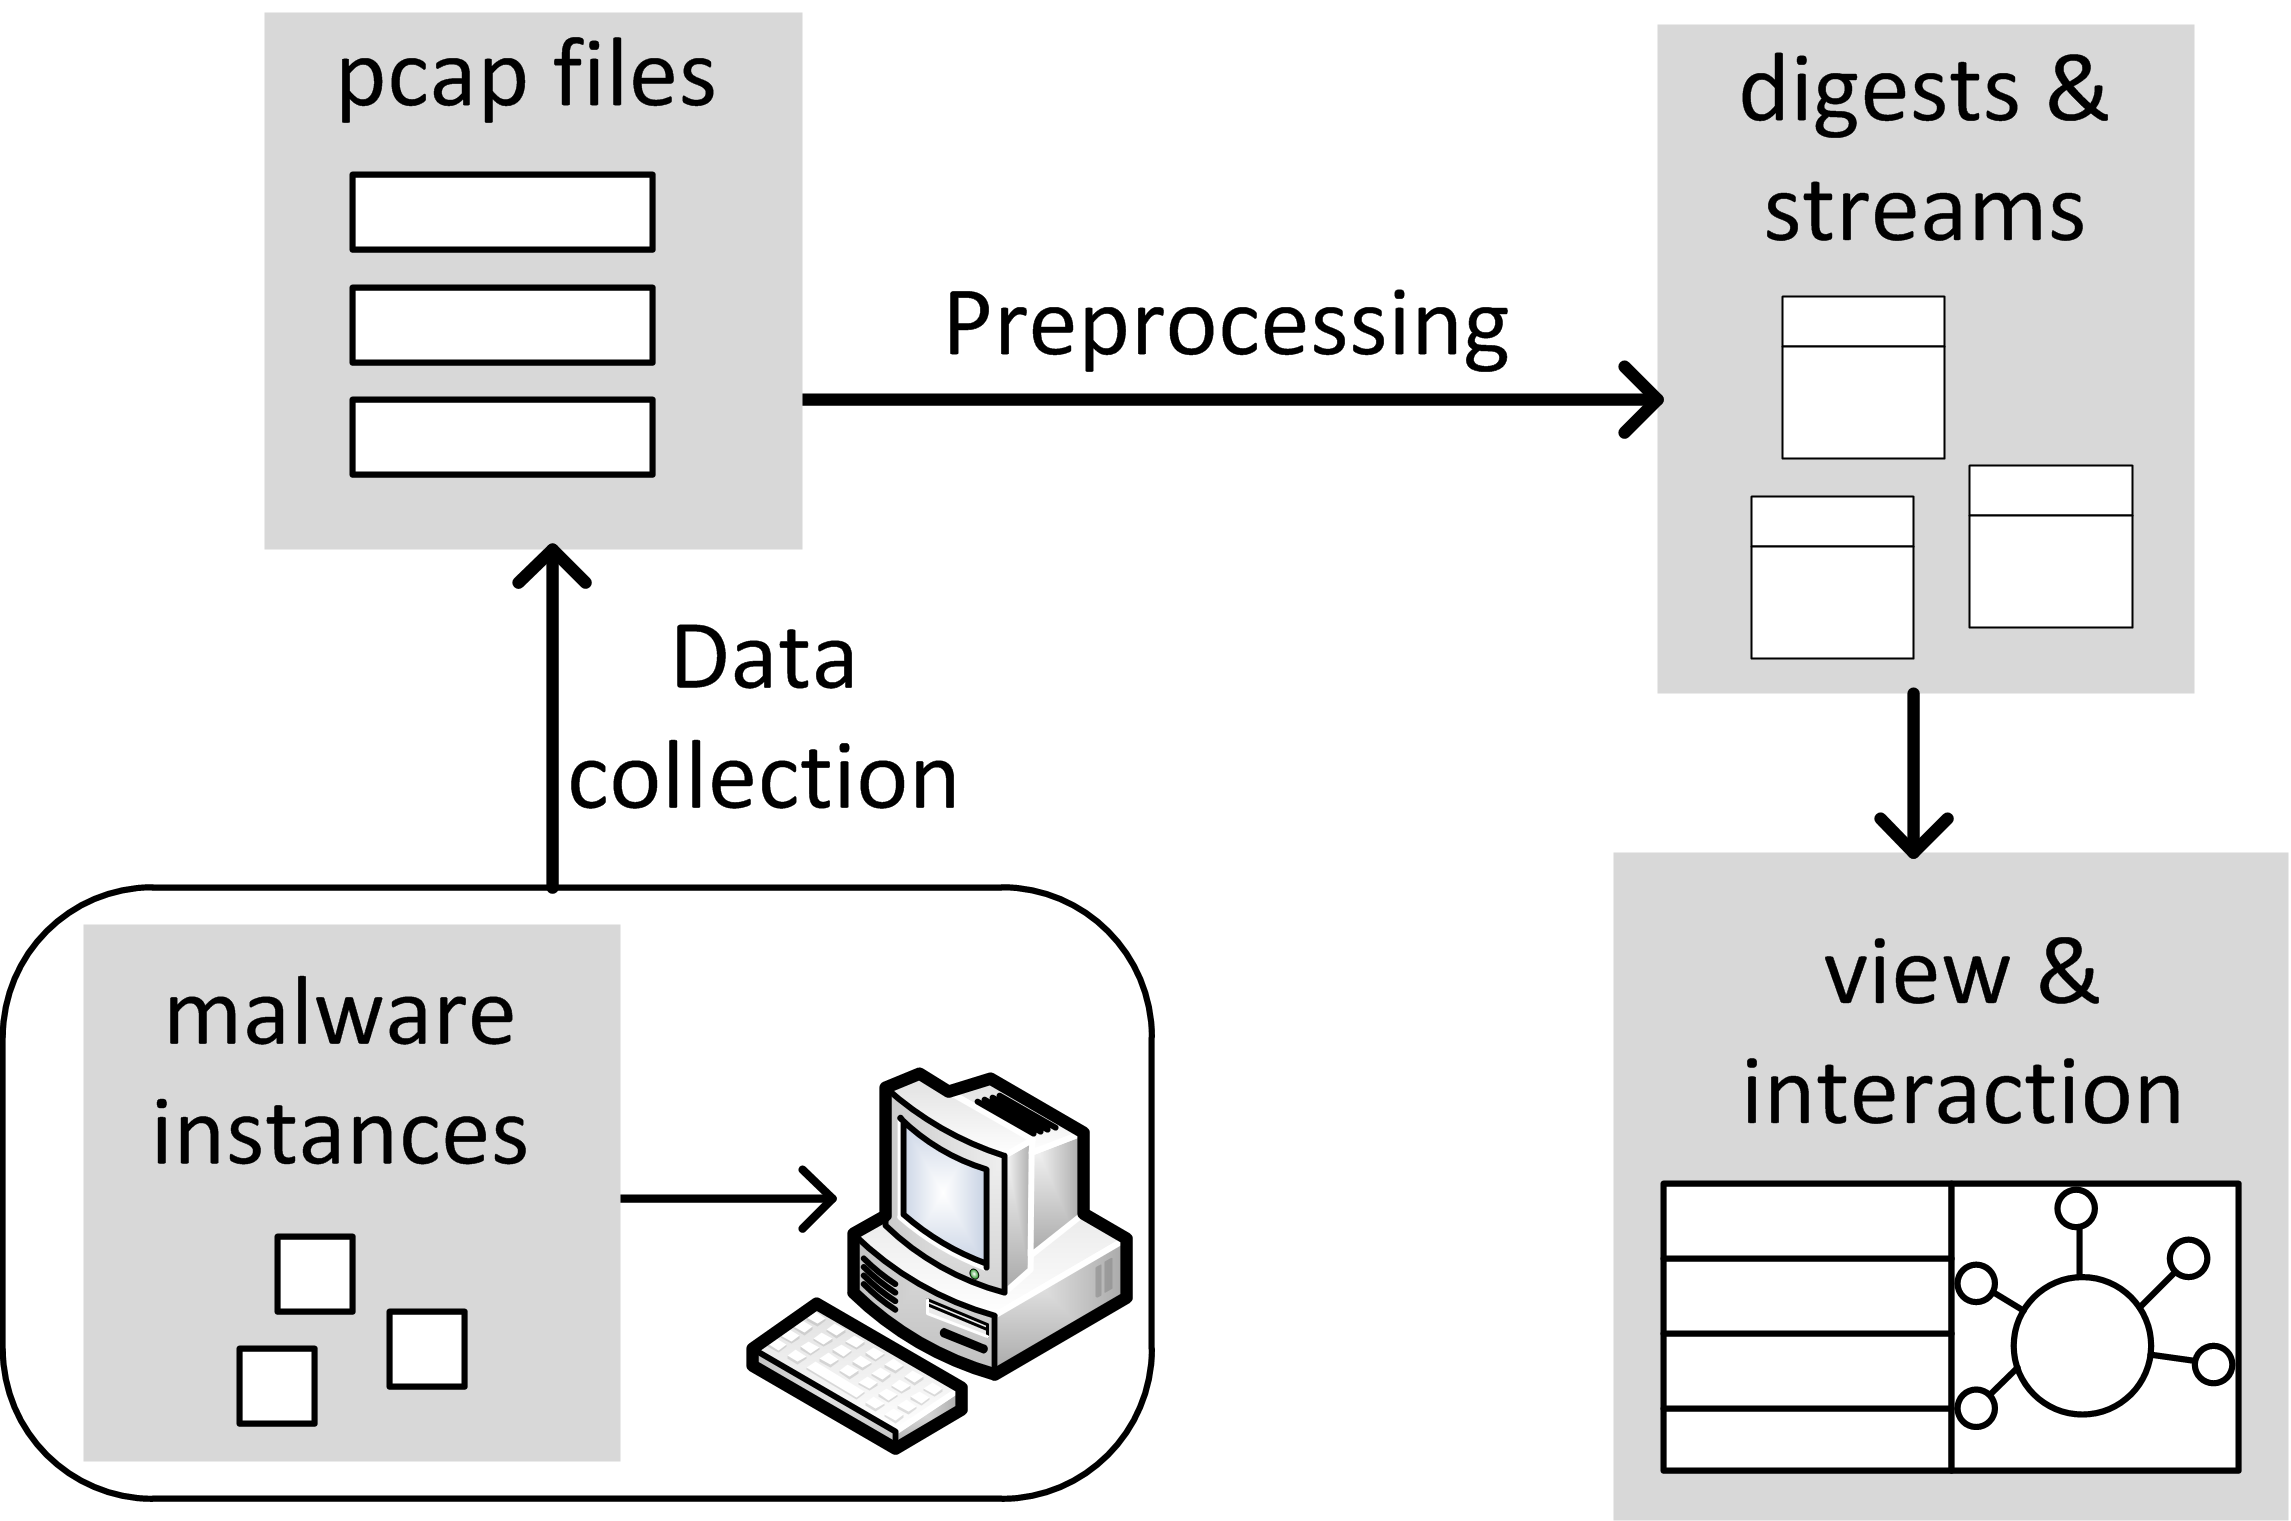 pcap files
digests &
streams
Preprocessing
Data
collection
malware
instances
view &
interaction